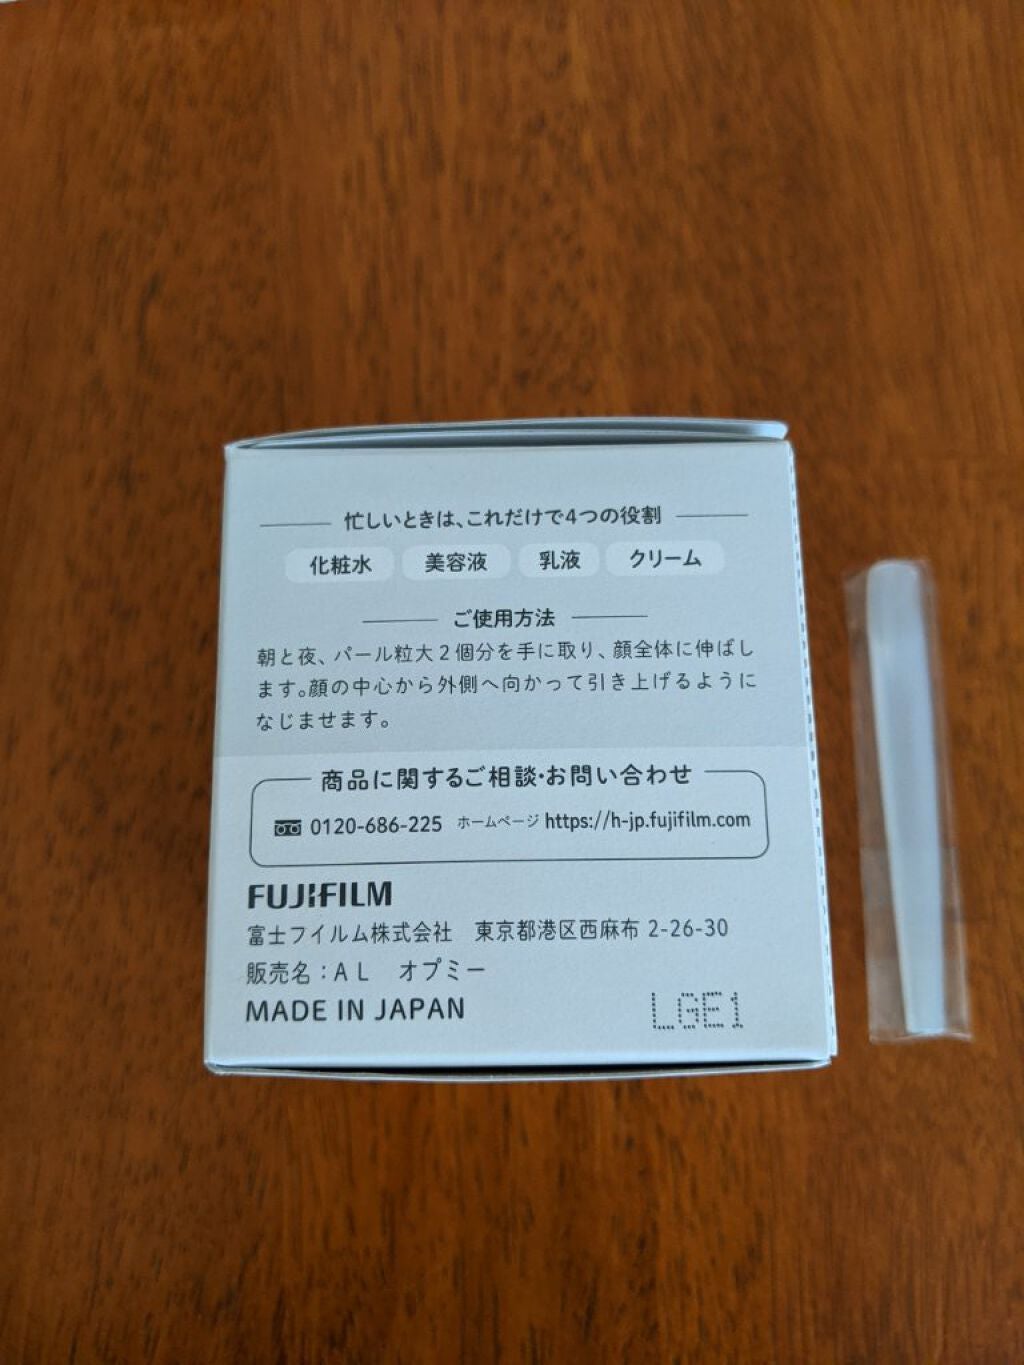 忙しいときは、これだけで4つの役割
化粧水 美容液 乳液 クリーム
ご使用方法
朝と夜、パール粒大2個分を手に取り、顔全体に伸ばし
ます。顔の中心から外側へ向かって引き上げるように
なじませます。
商品に関するご相談・お問い合わせ
0120-686-225 ホームページ https://h-jp.fujifilm.com
FUJIFILM
富士フイルム株式会社 東京都港区西麻布 2-26-30
販売名：AL オプミー
MADE IN JAPAN LGE1